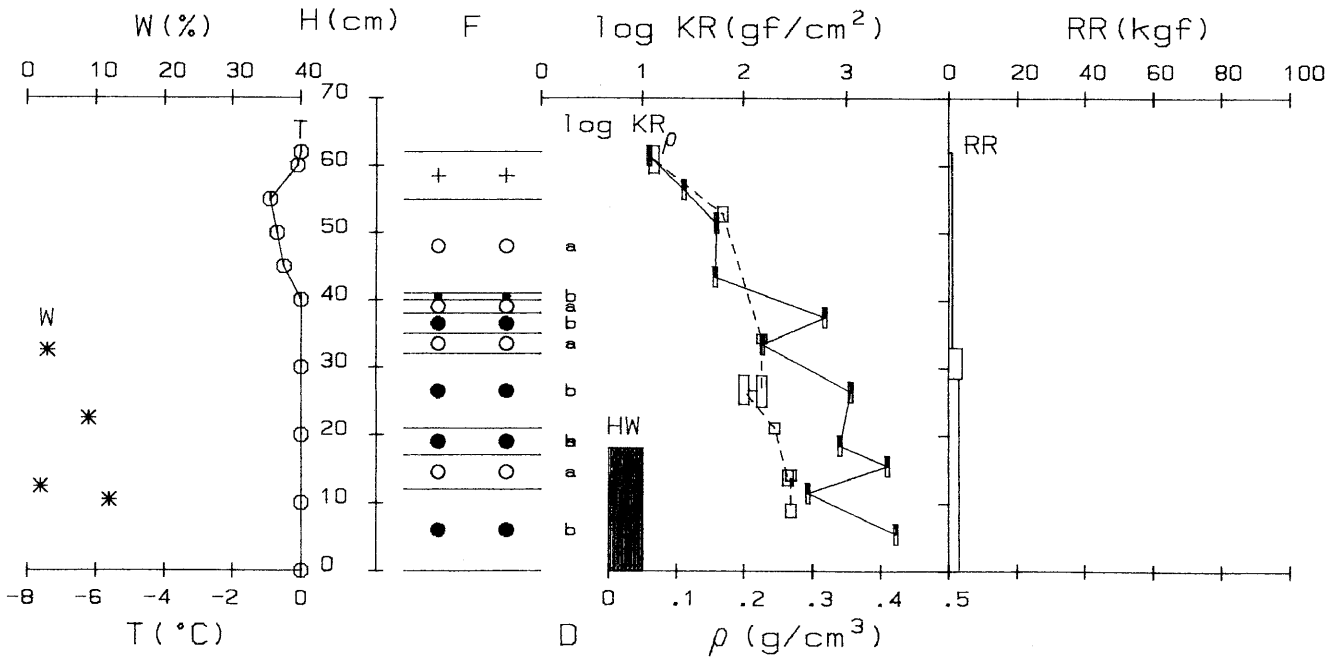 W(%) H(cm) F log KR(gf/cm²) RR(kgf)
0 10 20 30 40 0 1 2 3 0 20 40 60 80 100
70
T log KR ρ RR
60
50
a
40 b
a
W b
a
30
b
HW
20
a
10
b
0
-8 -6 -4 -2 0 0 .1 .2 .3 .4 .5
T(°C) D ρ(g/cm³)